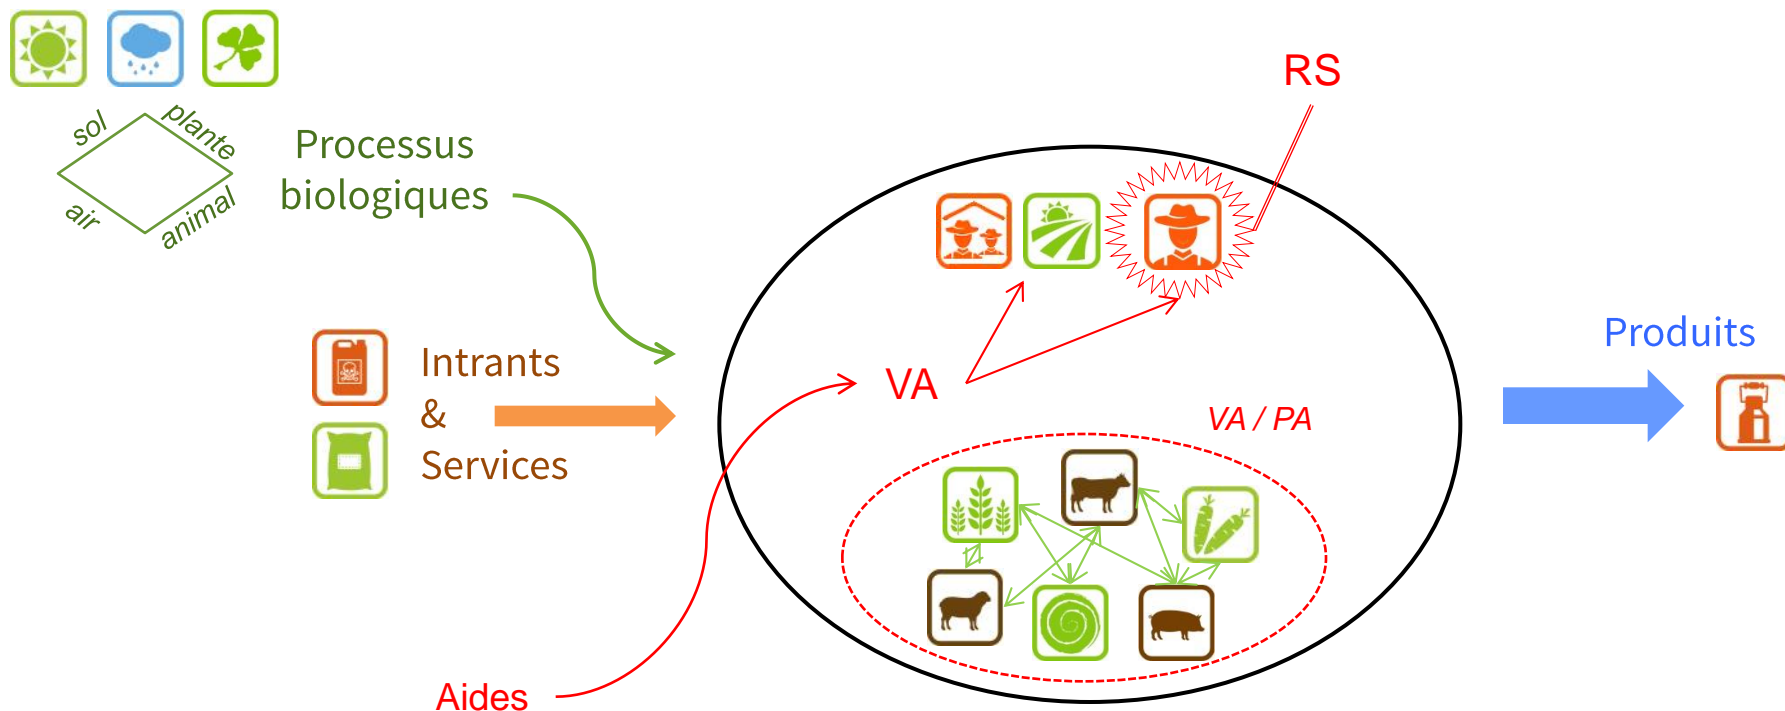 sol
plante
air
animal
Processus
biologiques
RS
Intrants
&
Services
VA
VA / PA
Produits
Aides